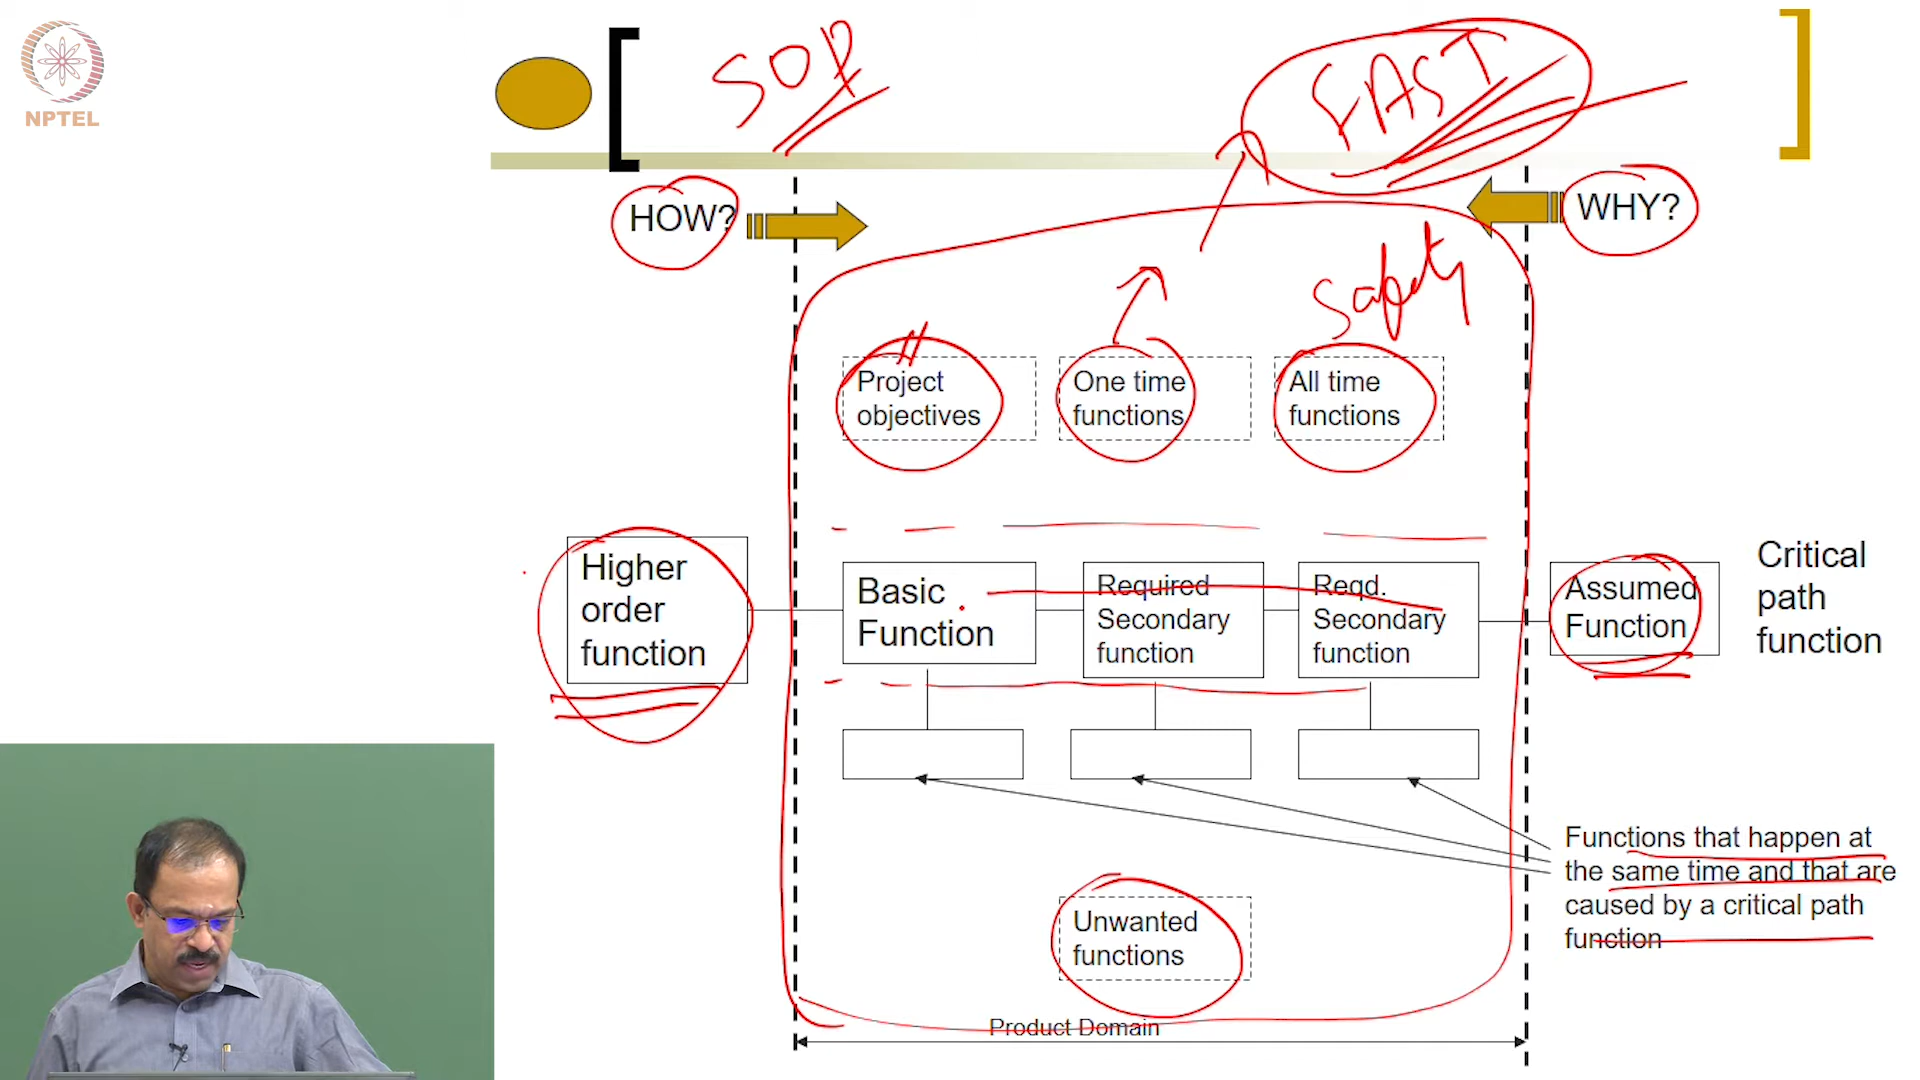 NPTEL
SOP
FAST
HOW?
WHY?
Safety
Project
objectives
One time
functions
All time
functions
Higher
order
function
Basic
Function
Required
Secondary
function
Reqd.
Secondary
function
Assumed
Function
Critical
path
function
Functions that happen at
the same time and that are
caused by a critical path
function
Unwanted
functions
Product Domain